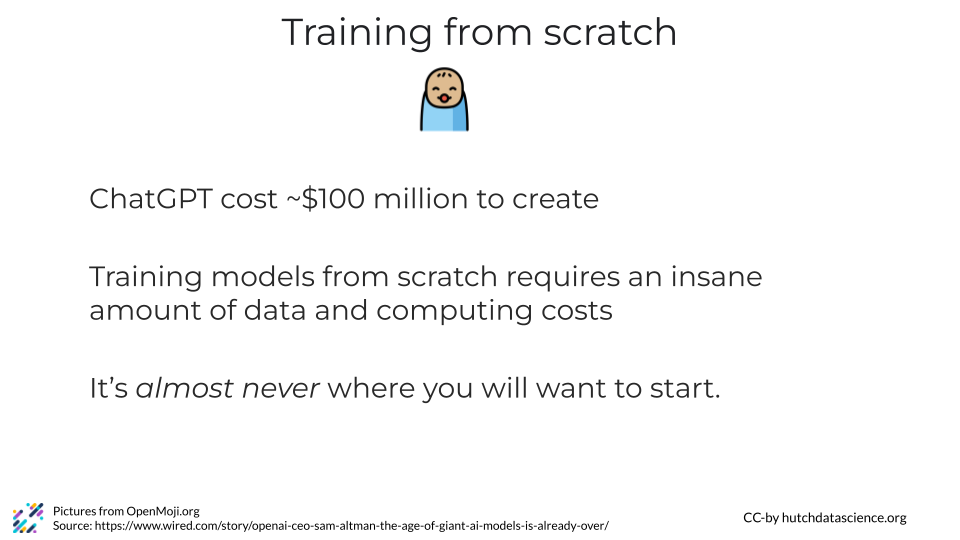 Training from scratch
ChatGPT cost ~$100 million to create
Training models from scratch requires an insane
amount of data and computing costs
It’s almost never where you will want to start.
Pictures from OpenMoji.org
Source: https://www.wired.com/story/openai-ceo-sam-altman-the-age-of-giant-ai-models-is-already-over/
CC-by hutchdatascience.org